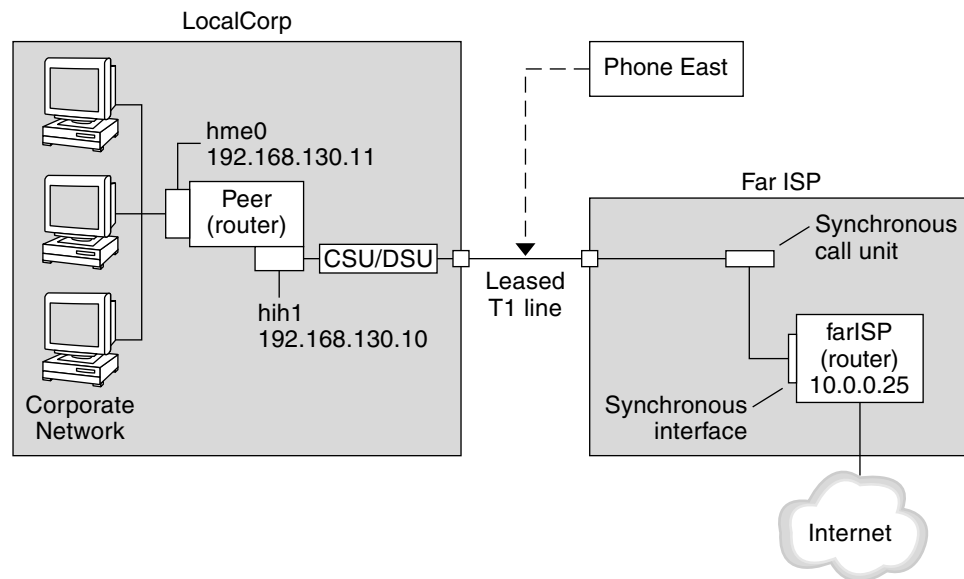 LocalCorp
Phone East
hme0
192.168.130.11
Peer
(router)
CSU/DSU
hih1
192.168.130.10
Corporate
Network
Leased
T1 line
Far ISP
Synchronous
call unit
farISP
(router)
10.0.0.25
Synchronous
interface
Internet